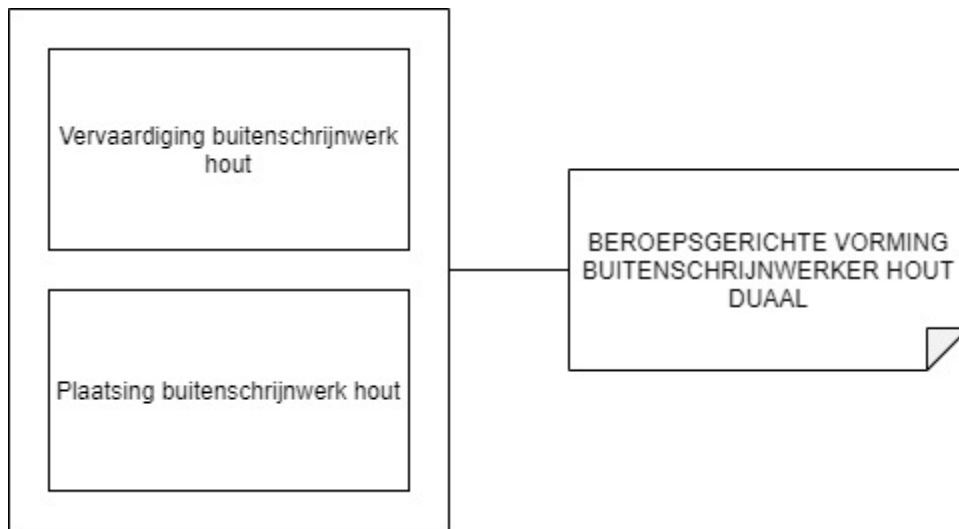 Vervaardiging buitenschrijnwerk
hout
Plaatsing buitenschrijnwerk hout
BEROEPSGERICHTE VORMING
BUITENSCHRIJNWERKER HOUT
DUAAL